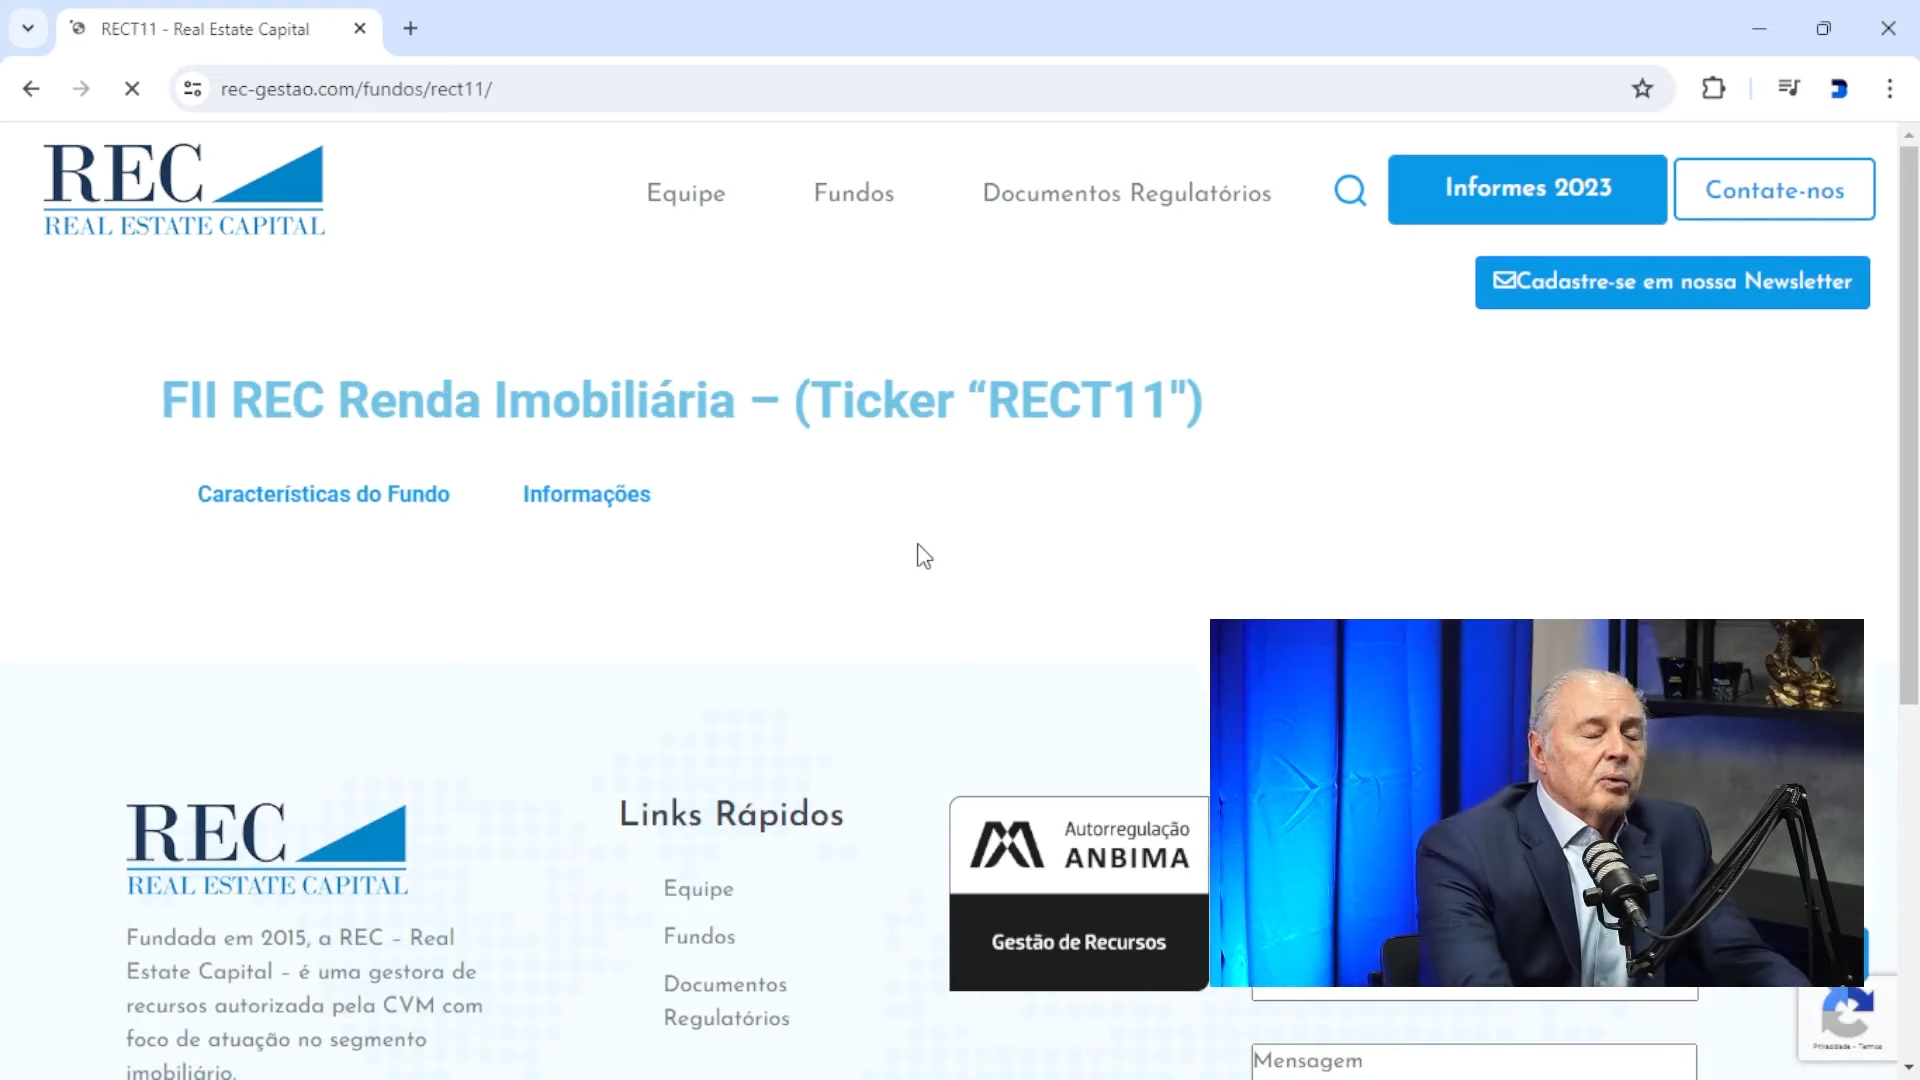 RECT11 - Real Estate Capital
rec-gestao.com/fundos/rect11/
REC
REAL ESTATE CAPITAL
Equipe
Fundos
Documentos Regulatórios
Informes 2023
Contate-nos
Cadastre-se em nossa Newsletter
FII REC Renda Imobiliária – (Ticker “RECT11")
Características do Fundo
Informações
REC
REAL ESTATE CAPITAL
Fundada em 2015, a REC – Real
Estate Capital – é uma gestora de
recursos autorizada pela CVM com
foco de atuação no segmento
imobiliário.
Links Rápidos
Equipe
Fundos
Documentos
Regulatórios
Autorregulação
ANBIMA
Gestão de Recursos
Mensagem
Privacidade - Termos